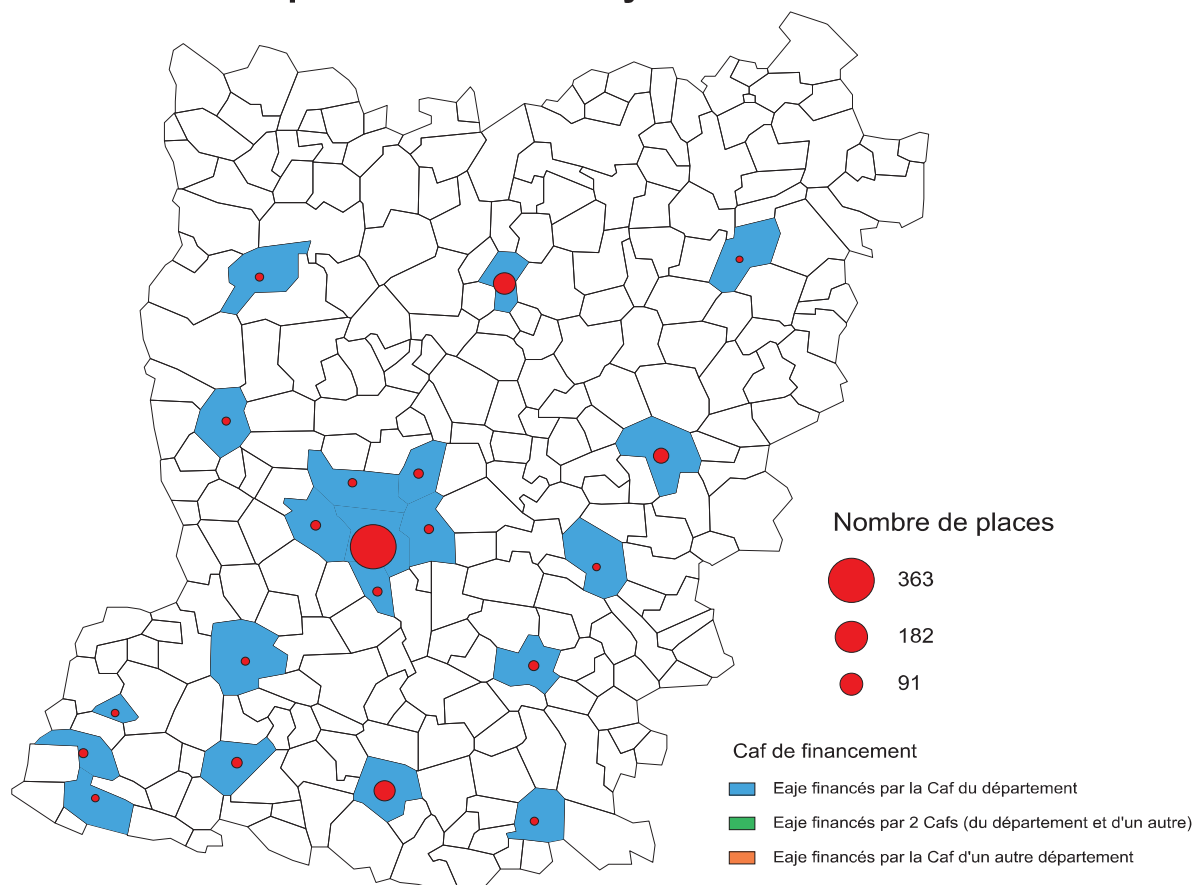 Nombre de places
363
182
91
Caf de financement
Eaje financés par la Caf du département
Eaje financés par 2 Cafs (du département et d'un autre)
Eaje financés par la Caf d'un autre département